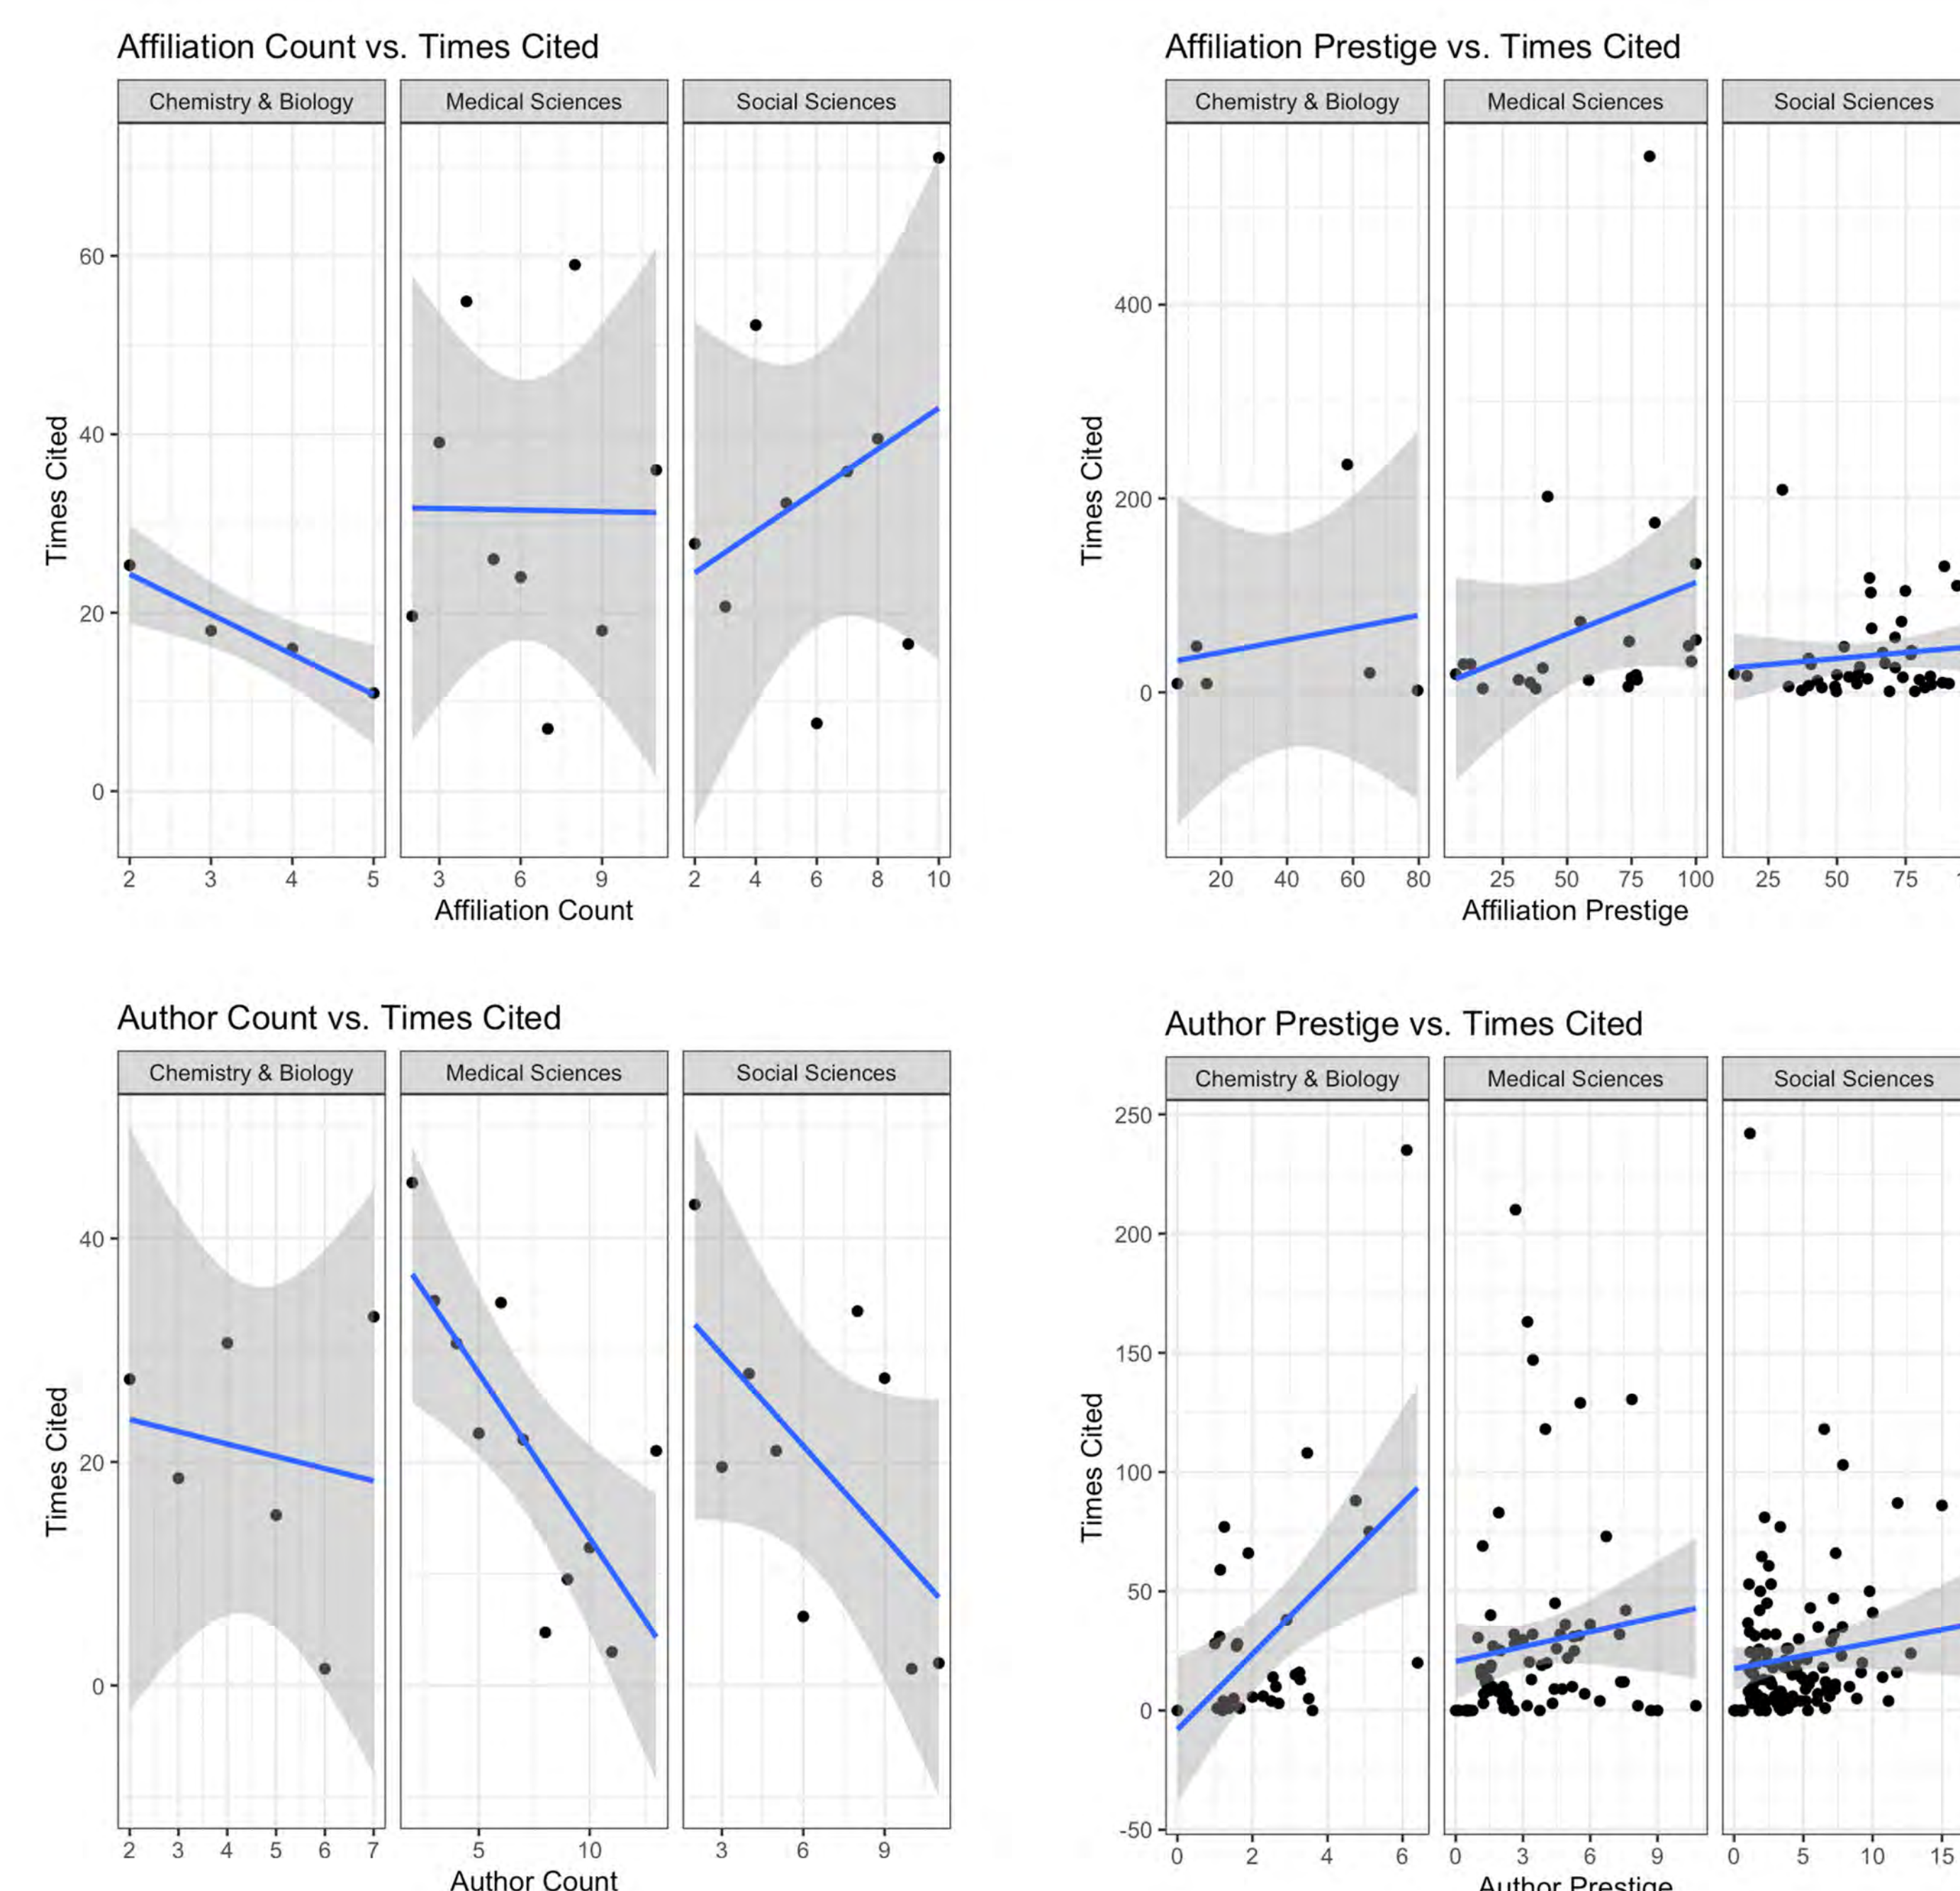 Affiliation Count vs. Times Cited
Chemistry & Biology Medical Sciences Social Sciences
60
40
20
0
Times Cited
2 3 4 5 3 6 9 2 4 6 8 10
Affiliation Count
Affiliation Prestige vs. Times Cited
Chemistry & Biology Medical Sciences Social Sciences
400
200
0
Times Cited
20 40 60 80 25 50 75 100 25 50 75
Affiliation Prestige
Author Count vs. Times Cited
Chemistry & Biology Medical Sciences Social Sciences
40
20
0
Times Cited
2 3 4 5 6 7 5 10 3 6 9
Author Count
Author Prestige vs. Times Cited
Chemistry & Biology Medical Sciences Social Sciences
250
200
150
100
50
0
-50
Times Cited
0 2 4 6 0 3 6 9 0 5 10 15
Author Prestige